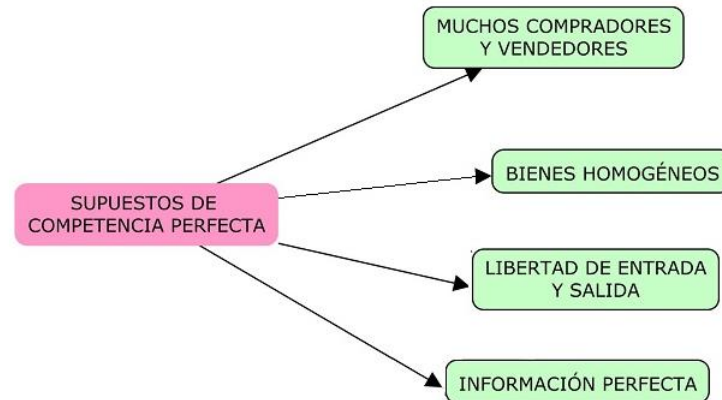 MUCHOS COMPRADORES
Y VENDEDORES
BIENES HOMOGÉNEOS
SUPUESTOS DE
COMPETENCIA PERFECTA
LIBERTAD DE ENTRADA
Y SALIDA
INFORMACIÓN PERFECTA